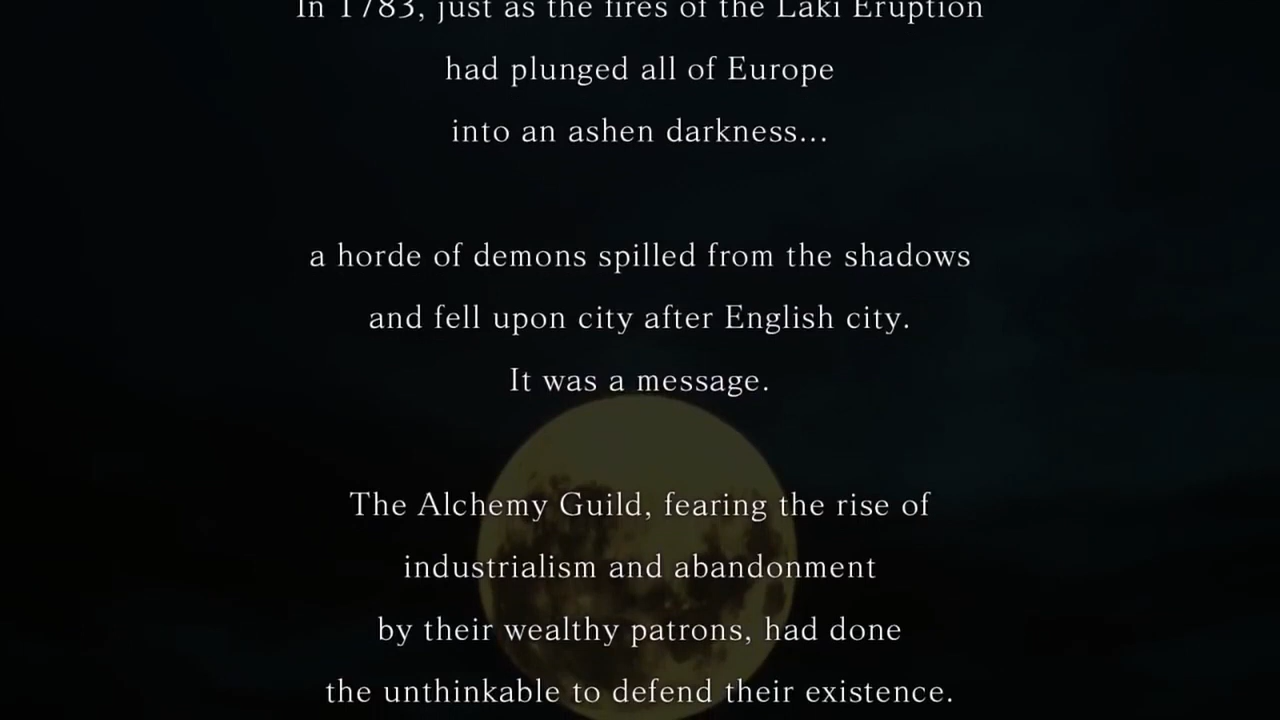 In 1783, just as the fires of the Laki Eruption
had plunged all of Europe
into an ashen darkness...
a horde of demons spilled from the shadows
and fell upon city after English city.
It was a message.
The Alchemy Guild, fearing the rise of
industrialism and abandonment
by their wealthy patrons, had done
the unthinkable to defend their existence.